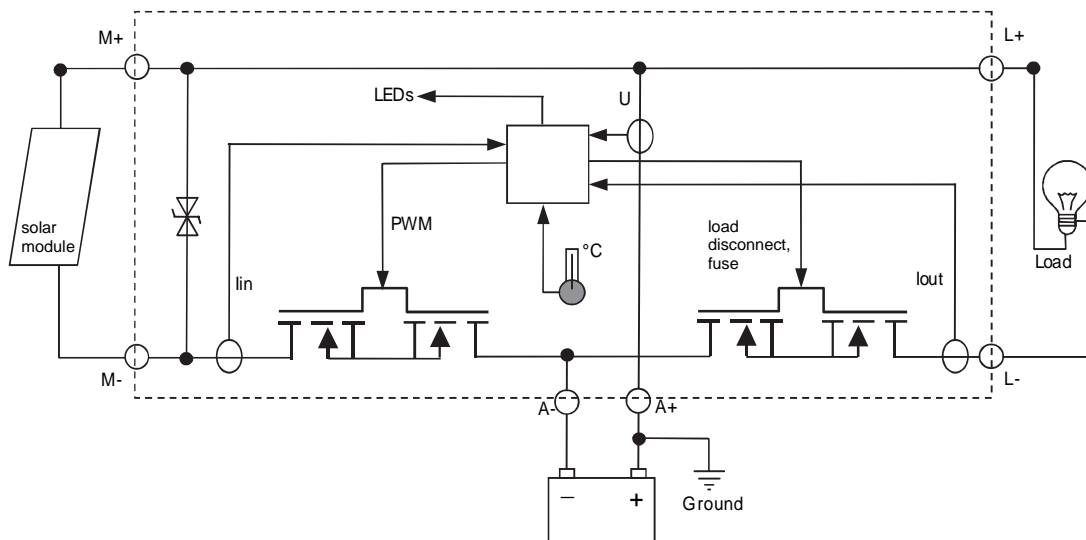 M+
L+
LEDs
U
solar
module
PWM
°C
load
disconnect,
fuse
Load
Iin
Iout
M-
L-
A-
A+
–
+
Ground